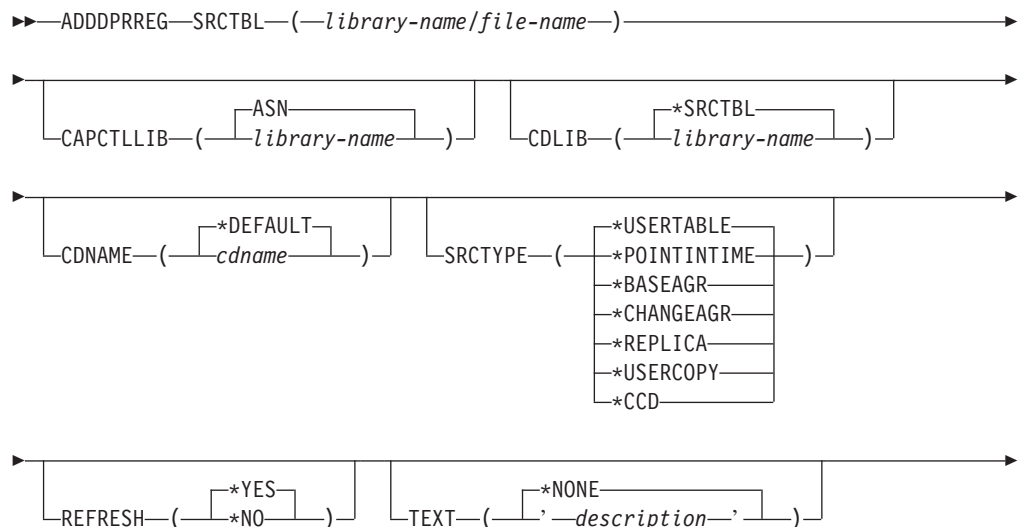 ADDDPRREG SRCTBL ( library-name/file-name )
ASN *SRCTBL
CAPCTLLIB ( library-name ) CDLIB ( library-name )
*DEFAULT *USERTABLE
CDNAME ( cdname ) SRCTYPE ( *POINTINTIME )
*BASEAGR
*CHANGEAGR
*REPLICA
*USERCOPY
*CCD
*YES *NONE
REFRESH ( *NO ) TEXT ( ' description ' )